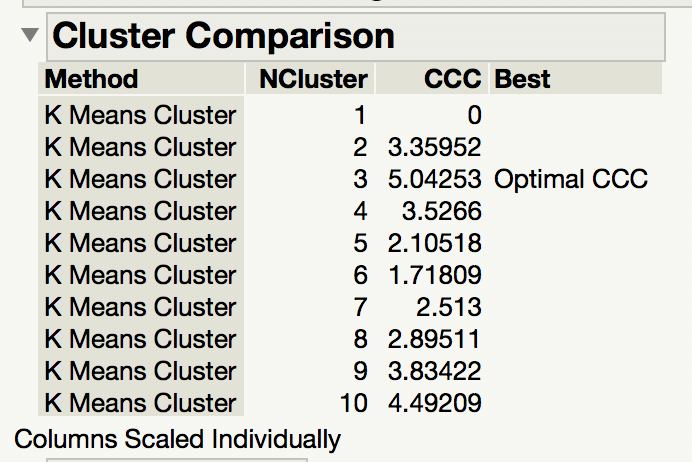 Cluster Comparison
Method NCluster CCC Best
K Means Cluster 1 0
K Means Cluster 2 3.35952
K Means Cluster 3 5.04253 Optimal CCC
K Means Cluster 4 3.5266
K Means Cluster 5 2.10518
K Means Cluster 6 1.71809
K Means Cluster 7 2.513
K Means Cluster 8 2.89511
K Means Cluster 9 3.83422
K Means Cluster 10 4.49209
Columns Scaled Individually